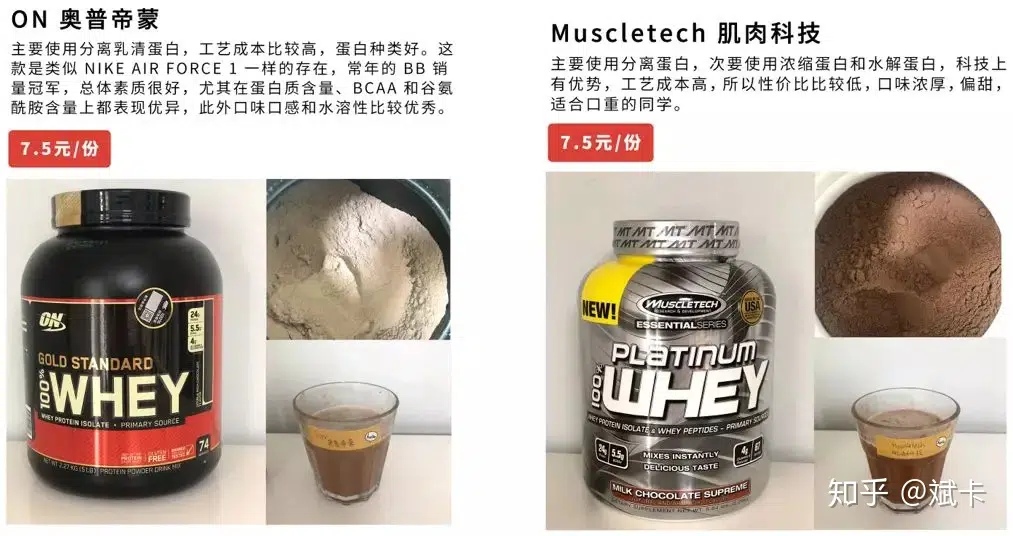 ON 奥普帝蒙
主要使用分离乳清蛋白，工艺成本比较高，蛋白种类好。这
款是类似 NIKE AIR FORCE 1 一样的存在，常年的 BB 销
量冠军，总体素质很好，尤其在蛋白质含量、BCAA 和谷氨
酰胺含量上都表现优异，此外口味口感和水溶性比较优秀。
7.5元/份
ON
24g
5.5g
4g
GOLD STANDARD
100%
WHEY
WHEY PROTEIN ISOLATE • PRIMARY SOURCE
GLUTEN
FREE
74
NET WT 2.27 KG (5 LB) PROTEIN POWDER DRINK MIX
Muscletech 肌肉科技
主要使用分离蛋白，次要使用浓缩蛋白和水解蛋白，科技上
有优势，工艺成本高，所以性价比比较低，口味浓厚，偏甜，
适合口重的同学。
7.5元/份
MT MT MT MT MT
NEW!
MUSCLETECH
RESEARCH & DEVELOPMENT
ESSENTIALSERIES
USA
PLATINUM
100%
WHEY
WHEY PROTEIN ISOLATE & WHEY PEPTIDES - PRIMARY SOURCE
24g
5.5g
MIXES INSTANTLY
DELICIOUS TASTE
4g
MILK CHOCOLATE SUPREME
Muscletech
知乎 @斌卡